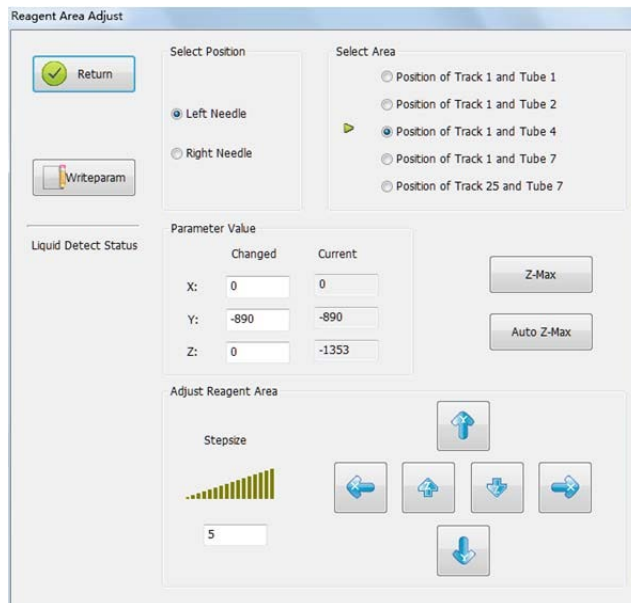 Reagent Area Adjust
Return
Writeparam
Liquid Detect Status
Select Position
Left Needle
Right Needle
Select Area
Position of Track 1 and Tube 1
Position of Track 1 and Tube 2
Position of Track 1 and Tube 4
Position of Track 1 and Tube 7
Position of Track 25 and Tube 7
Parameter Value
Changed Current
X: 0 0
Y: -890 -890
Z: 0 -1353
Z-Max
Auto Z-Max
Adjust Reagent Area
Stepsize
5
Y
X Z Z X
Y